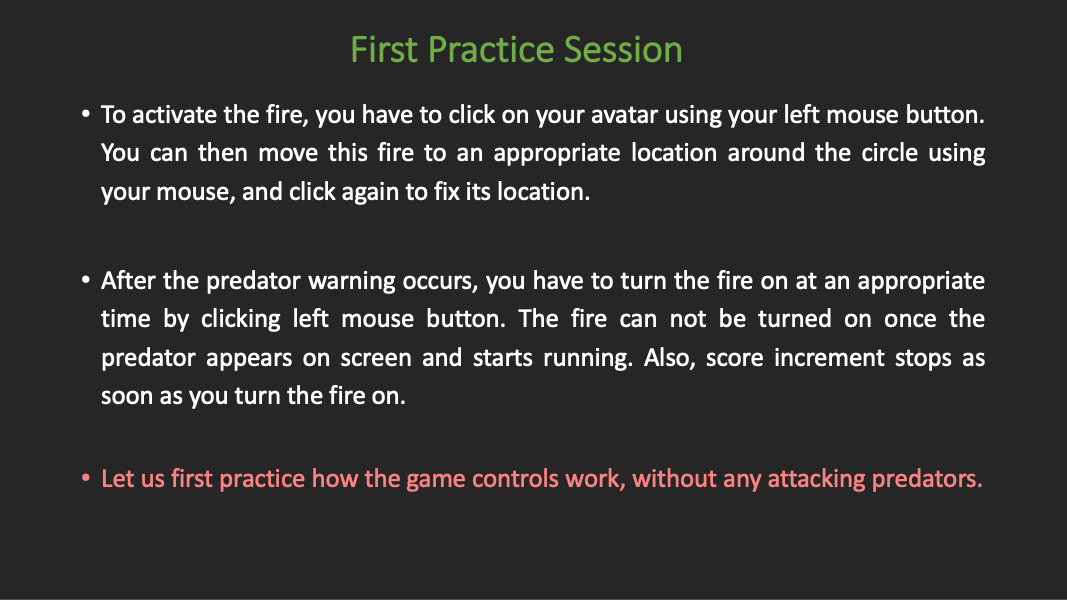 First Practice Session
• To activate the fire, you have to click on your avatar using your left mouse button.
You can then move this fire to an appropriate location around the circle using
your mouse, and click again to fix its location.
• After the predator warning occurs, you have to turn the fire on at an appropriate
time by clicking left mouse button. The fire can not be turned on once the
predator appears on screen and starts running. Also, score increment stops as
soon as you turn the fire on.
• Let us first practice how the game controls work, without any attacking predators.